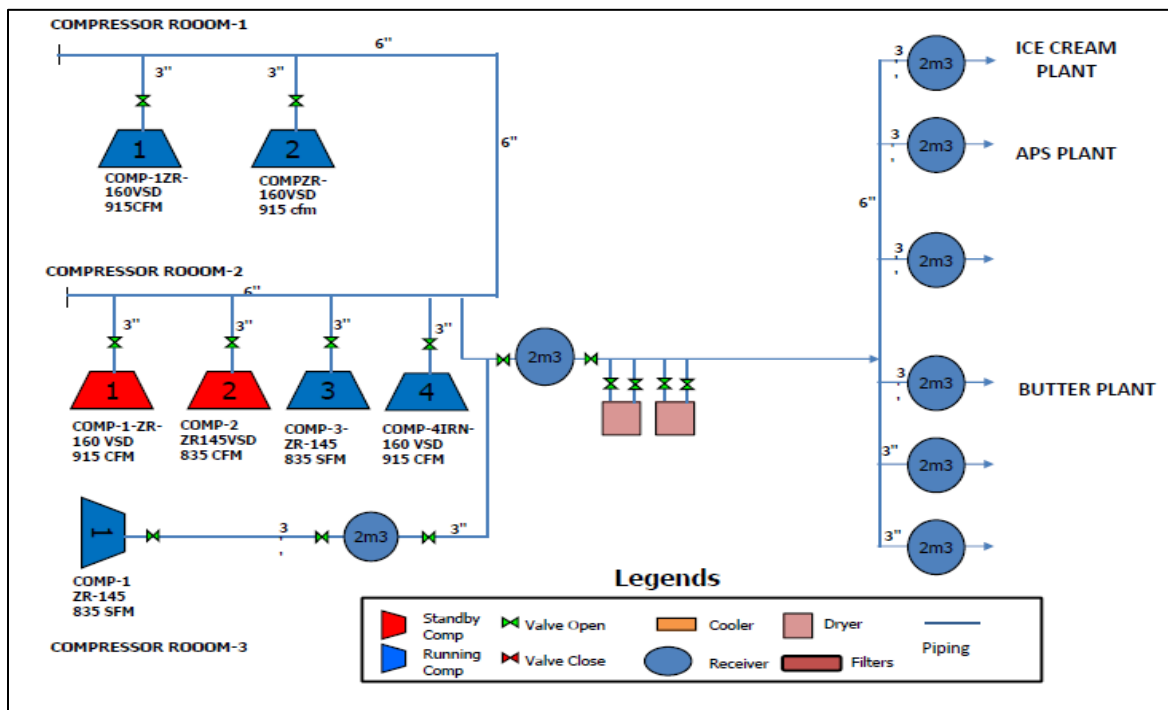 COMPRESSOR ROOOM-1
6"
3"
3"
1
2
COMP-1ZR-
160VSD
915CFM
COMPZR-
160VSD
915 cfm
6"
COMPRESSOR ROOOM-2
6"
3"
3"
3"
3"
1
2
3
4
COMP-1-ZR-
160 VSD
915 CFM
COMP-2
ZR145VSD
835 CFM
COMP-3-
ZR-145
835 SFM
COMP-4IRN-
160 VSD
915 CFM
2m3
1
3''
2m3
3"
COMP-1
ZR-145
835 SFM
COMPRESSOR ROOOM-3
3''
2m3
ICE CREAM
PLANT
3''
2m3
APS PLANT
6"
3''
2m3
3''
2m3
BUTTER PLANT
3"
2m3
3"
2m3
Legends
Standby
Comp
Valve Open
Cooler
Dryer
Running
Comp
Valve Close
Receiver
Filters
Piping